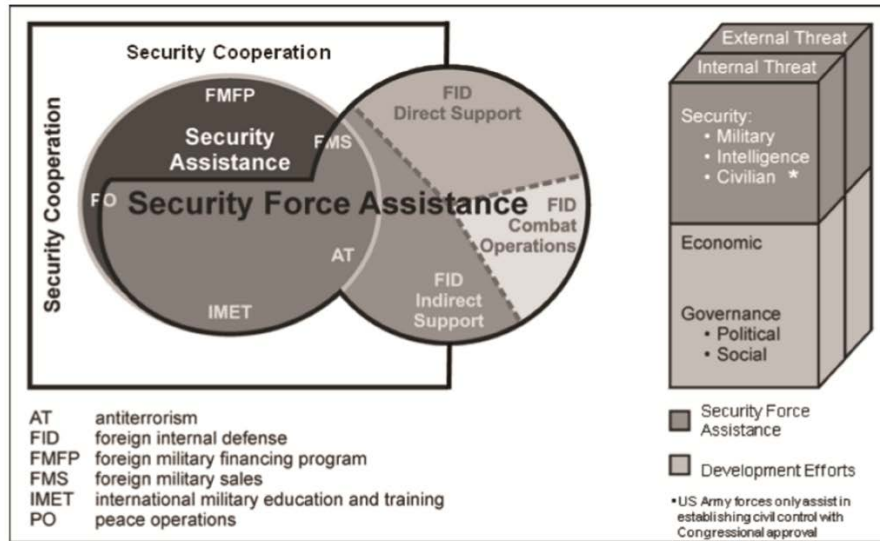 Security Cooperation
Security Cooperation
FMFP
Security
Assistance
FMS
PO
Security Force Assistance
AT
IMET
FID
Direct Support
FID
Combat
Operations
FID
Indirect
Support
AT antiterrorism
FID foreign internal defense
FMFP foreign military financing program
FMS foreign military sales
IMET international military education and training
PO peace operations
External Threat
Internal Threat
Security:
• Military
• Intelligence
• Civilian *
Economic
Governance
• Political
• Social
Security Force
Assistance
Development Efforts
*US Army forces only assist in
establishing civil control with
Congressional approval